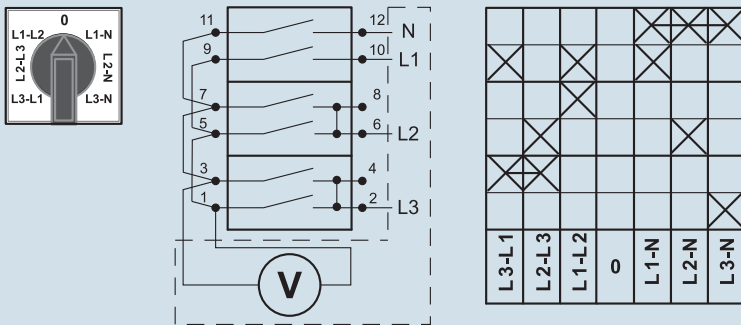 0
L1-L2 L1-N
L2-L3 L2-N
L3-L1 L3-N
11 12 N
9 10 L1
7 8
5 6 L2
3 4
1 2 L3
V
L3-L1 L2-L3 L1-L2 0 L1-N L2-N L3-N